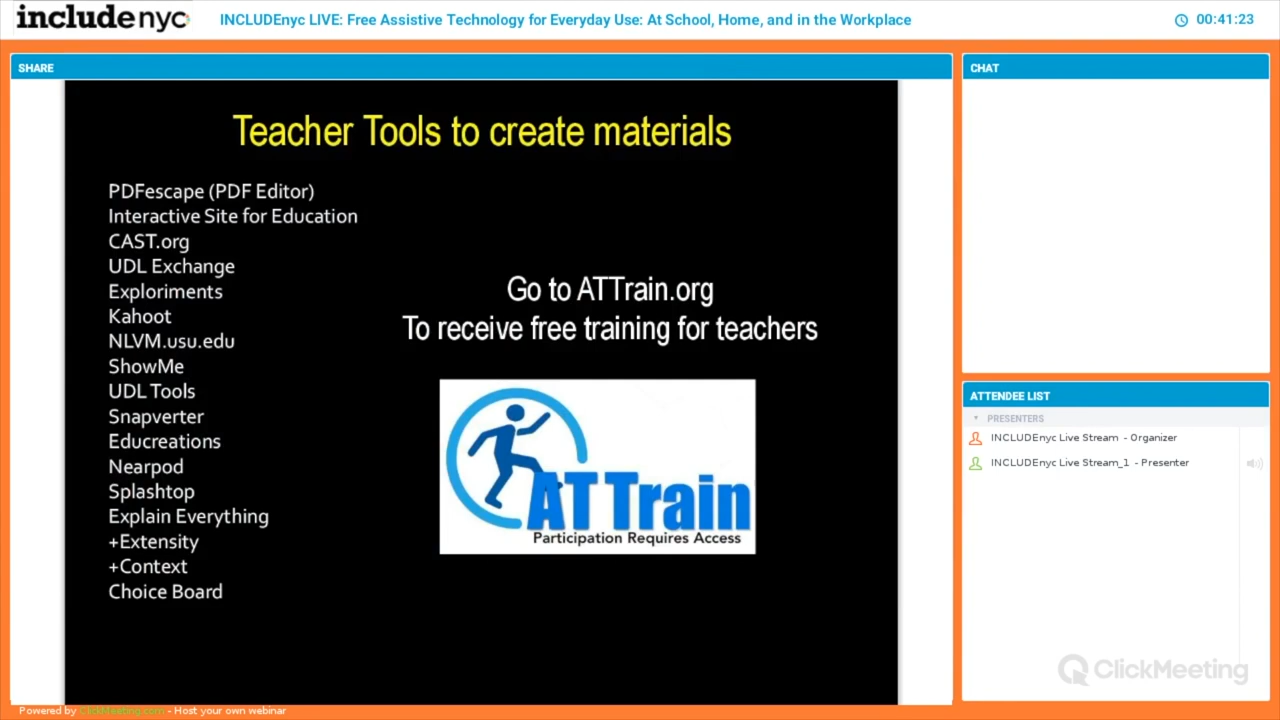 includenyc
INCLUDEnyc LIVE: Free Assistive Technology for Everyday Use: At School, Home, and in the Workplace
00:41:23
SHARE
Teacher Tools to create materials
PDFescape (PDF Editor)
Interactive Site for Education
CAST.org
UDL Exchange
Exploriments
Kahoot
NLVM.usu.edu
ShowMe
UDL Tools
Snapverter
Educreations
Nearpod
Splashtop
Explain Everything
+Extensity
+Context
Choice Board
Go to ATTrain.org
To receive free training for teachers
AT Train
Participation Requires Access
CHAT
ATTENDEE LIST
PRESENTERS
INCLUDEnyc Live Stream - Organizer
INCLUDEnyc Live Stream_1 - Presenter
ClickMeeting
Powered by ClickMeeting.com - Host your own webinar